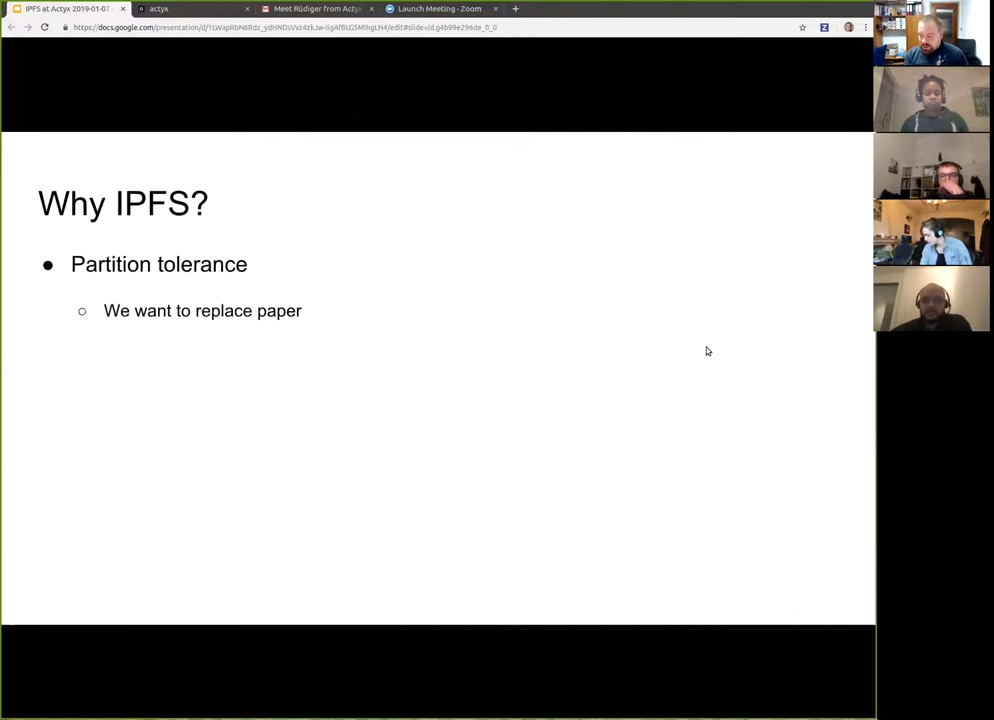 IPFS at Actyx 2019-01-07
actyx
Meet Rüdiger from Acty
Launch Meeting - Zoom
Why IPFS?
● Partition tolerance
○ We want to replace paper